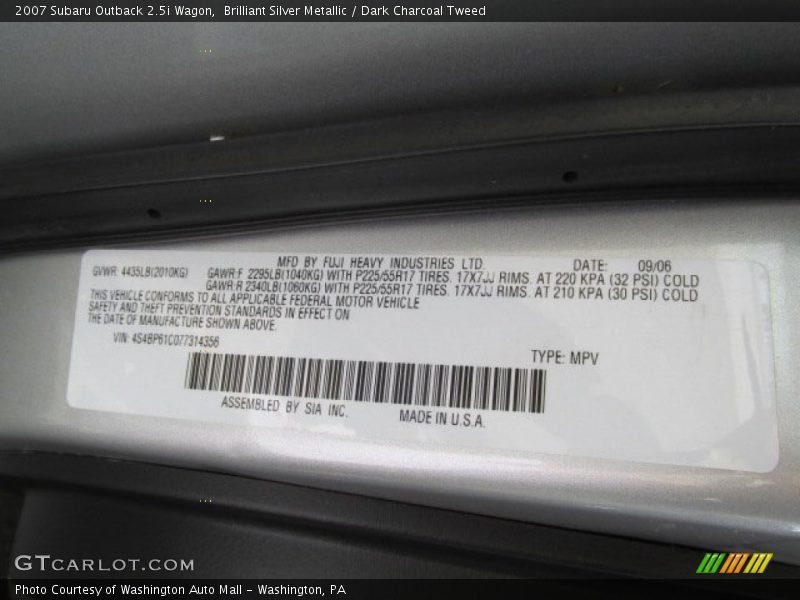 2007 Subaru Outback 2.5i Wagon,  Brilliant Silver Metallic / Dark Charcoal Tweed
MFD BY FUJI HEAVY INDUSTRIES LTD. DATE: 09/06
GVWR: 4435LB(2010KG) GAWR:F 2295LB(1040KG) WITH P225/55R17 TIRES. 17X7JJ RIMS. AT 220 KPA (32 PSI) COLD
GAWR:R 2340LB(1060KG) WITH P225/55R17 TIRES. 17X7JJ RIMS. AT 210 KPA (30 PSI) COLD
THIS VEHICLE CONFORMS TO ALL APPLICABLE FEDERAL MOTOR VEHICLE
SAFETY AND THEFT PREVENTION STANDARDS IN EFFECT ON
THE DATE OF MANUFACTURE SHOWN ABOVE.
VIN: 4S4BP61C077314356 TYPE: MPV
ASSEMBLED BY SIA INC. MADE IN U.S.A.
GTCARLOT.COM
Photo Courtesy of Washington Auto Mall - Washington, PA